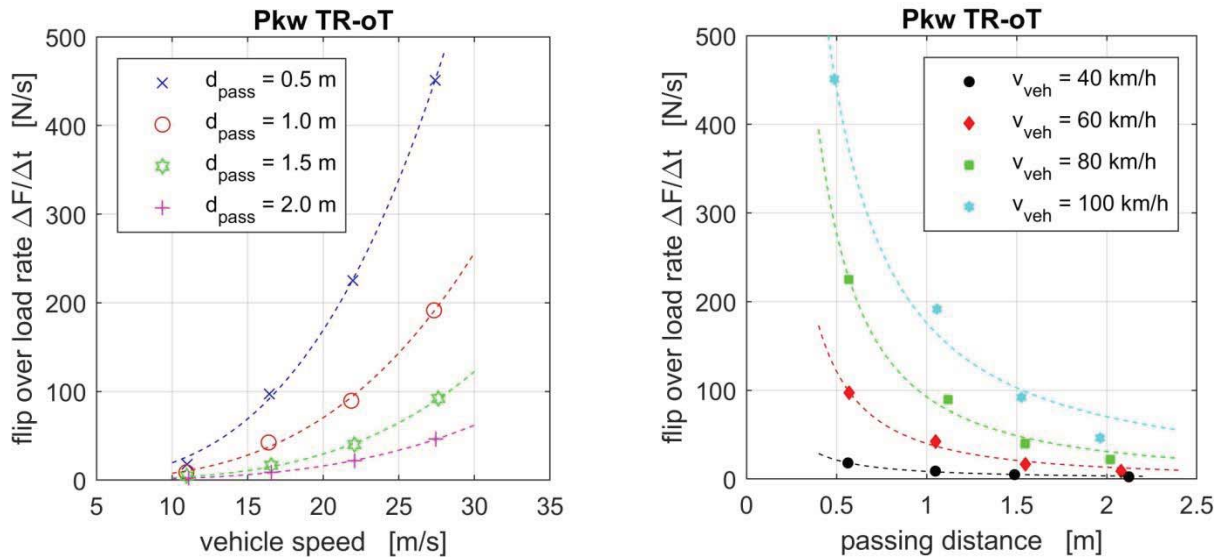 Pkw TR-oT
flip over load rate ΔF/Δt [N/s]
500
400
300
200
100
0
d_pass = 0.5 m
d_pass = 1.0 m
d_pass = 1.5 m
d_pass = 2.0 m
5 10 15 20 25 30 35
vehicle speed [m/s]
Pkw TR-oT
flip over load rate ΔF/Δt [N/s]
500
400
300
200
100
0
v_veh = 40 km/h
v_veh = 60 km/h
v_veh = 80 km/h
v_veh = 100 km/h
0 0.5 1 1.5 2 2.5
passing distance [m]